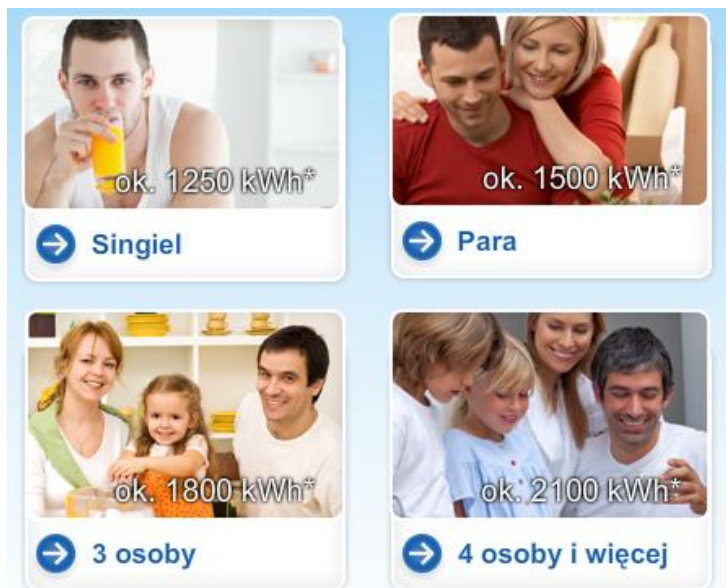 ok. 1250 kWh*
Singiel
ok. 1500 kWh*
Para
ok. 1800 kWh*
3 osoby
ok. 2100 kWh*
4 osoby i więcej